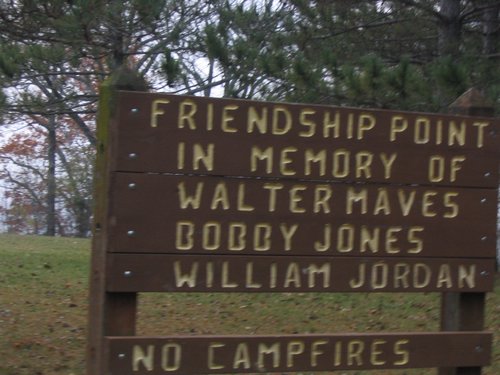 FRIENDSHIP POINT
IN MEMORY OF
WALTER MAVES
BOBBY JONES
WILLIAM JORDAN
NO CAMPFIRES